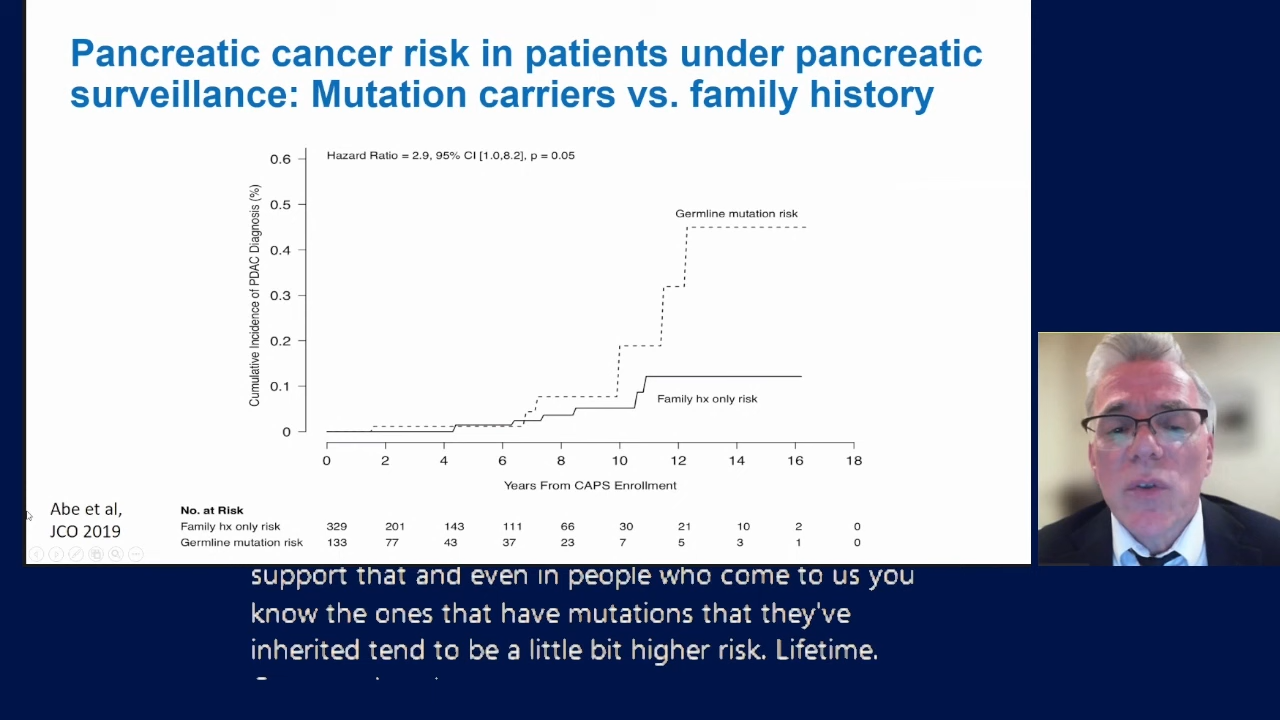 Pancreatic cancer risk in patients under pancreatic
surveillance: Mutation carriers vs. family history
Hazard Ratio = 2.9, 95% CI [1.0,8.2], p = 0.05
Cumulative Incidence of PDAC Diagnosis (%)
0.6
0.5
0.4
0.3
0.2
0.1
0
Germline mutation risk
Family hx only risk
0 2 4 6 8 10 12 14 16 18
Years From CAPS Enrollment
Abe et al,
JCO 2019
No. at Risk
Family hx only risk 329 201 143 111 66 30 21 10 2 0
Germline mutation risk 133 77 43 37 23 7 5 3 1 0
support that and even in people who come to us you
know the ones that have mutations that they've
inherited tend to be a little bit higher risk. Lifetime.